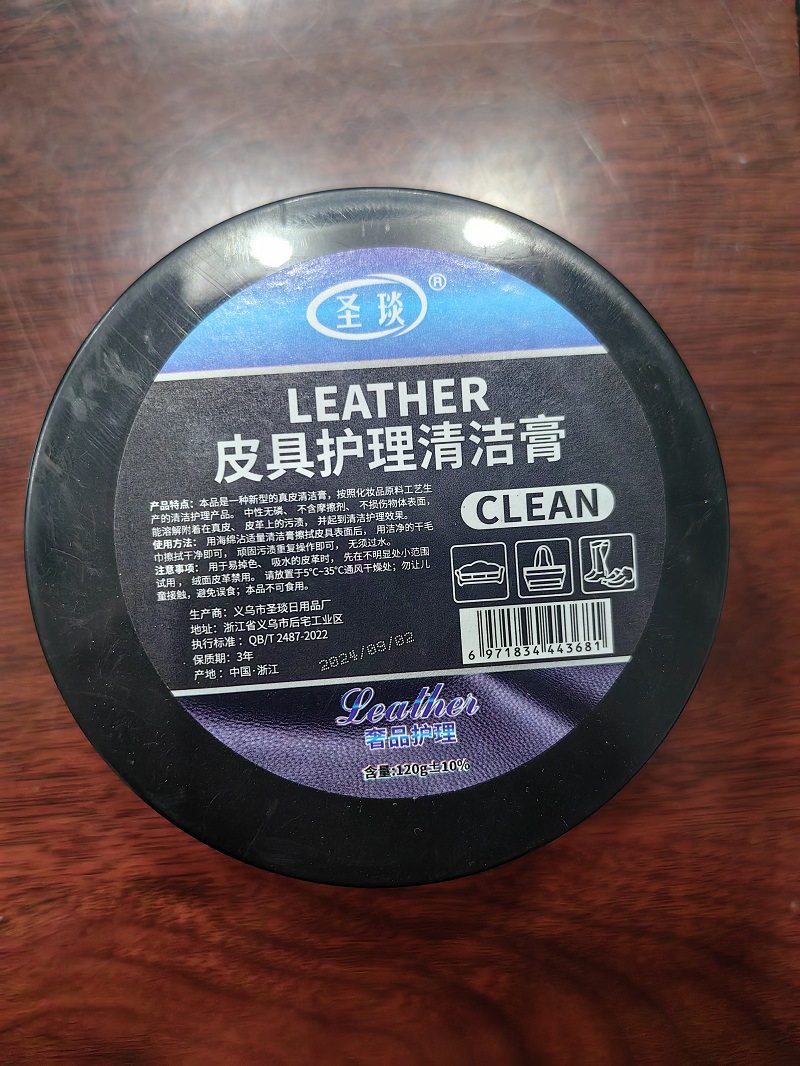 圣琰®
LEATHER
皮具护理清洁膏
CLEAN
产品特点：本品是一种新型的真皮清洁膏，按照化妆品原料工艺生
产的清洁护理产品。中性无磷、不含摩擦剂、不损伤物体表面，
能溶解附着在真皮、皮革上的污渍，并起到清洁护理效果。
使用方法：用海绵沾适量清洁膏擦拭皮具表面后，用洁净的干毛
巾擦拭干净即可，顽固污渍重复操作即可，无须过水。
注意事项：用于易掉色、吸水的皮革时，先在不明显处小范围
试用，绒面皮革禁用。请放置于5℃-35℃通风干燥处；勿让儿
童接触，避免误食；本品不可食用。
生产商：义乌市圣琰日用品厂
地址：浙江省义乌市后宅工业区
执行标准：QB/T 2487-2022
保质期：3年
产地：中国·浙江
2024/09/02
6 971834 443681
Leather
奢品护理
含量:120g±10%